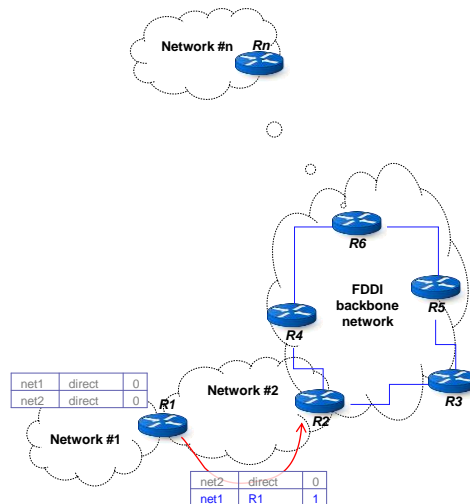 Network #n
Rn
R6
FDDI
backbone
network
R5
R4
R3
net1 direct 0
net2 direct 0
R1
Network #2
R2
Network #1
net2 direct 0
net1 R1 1